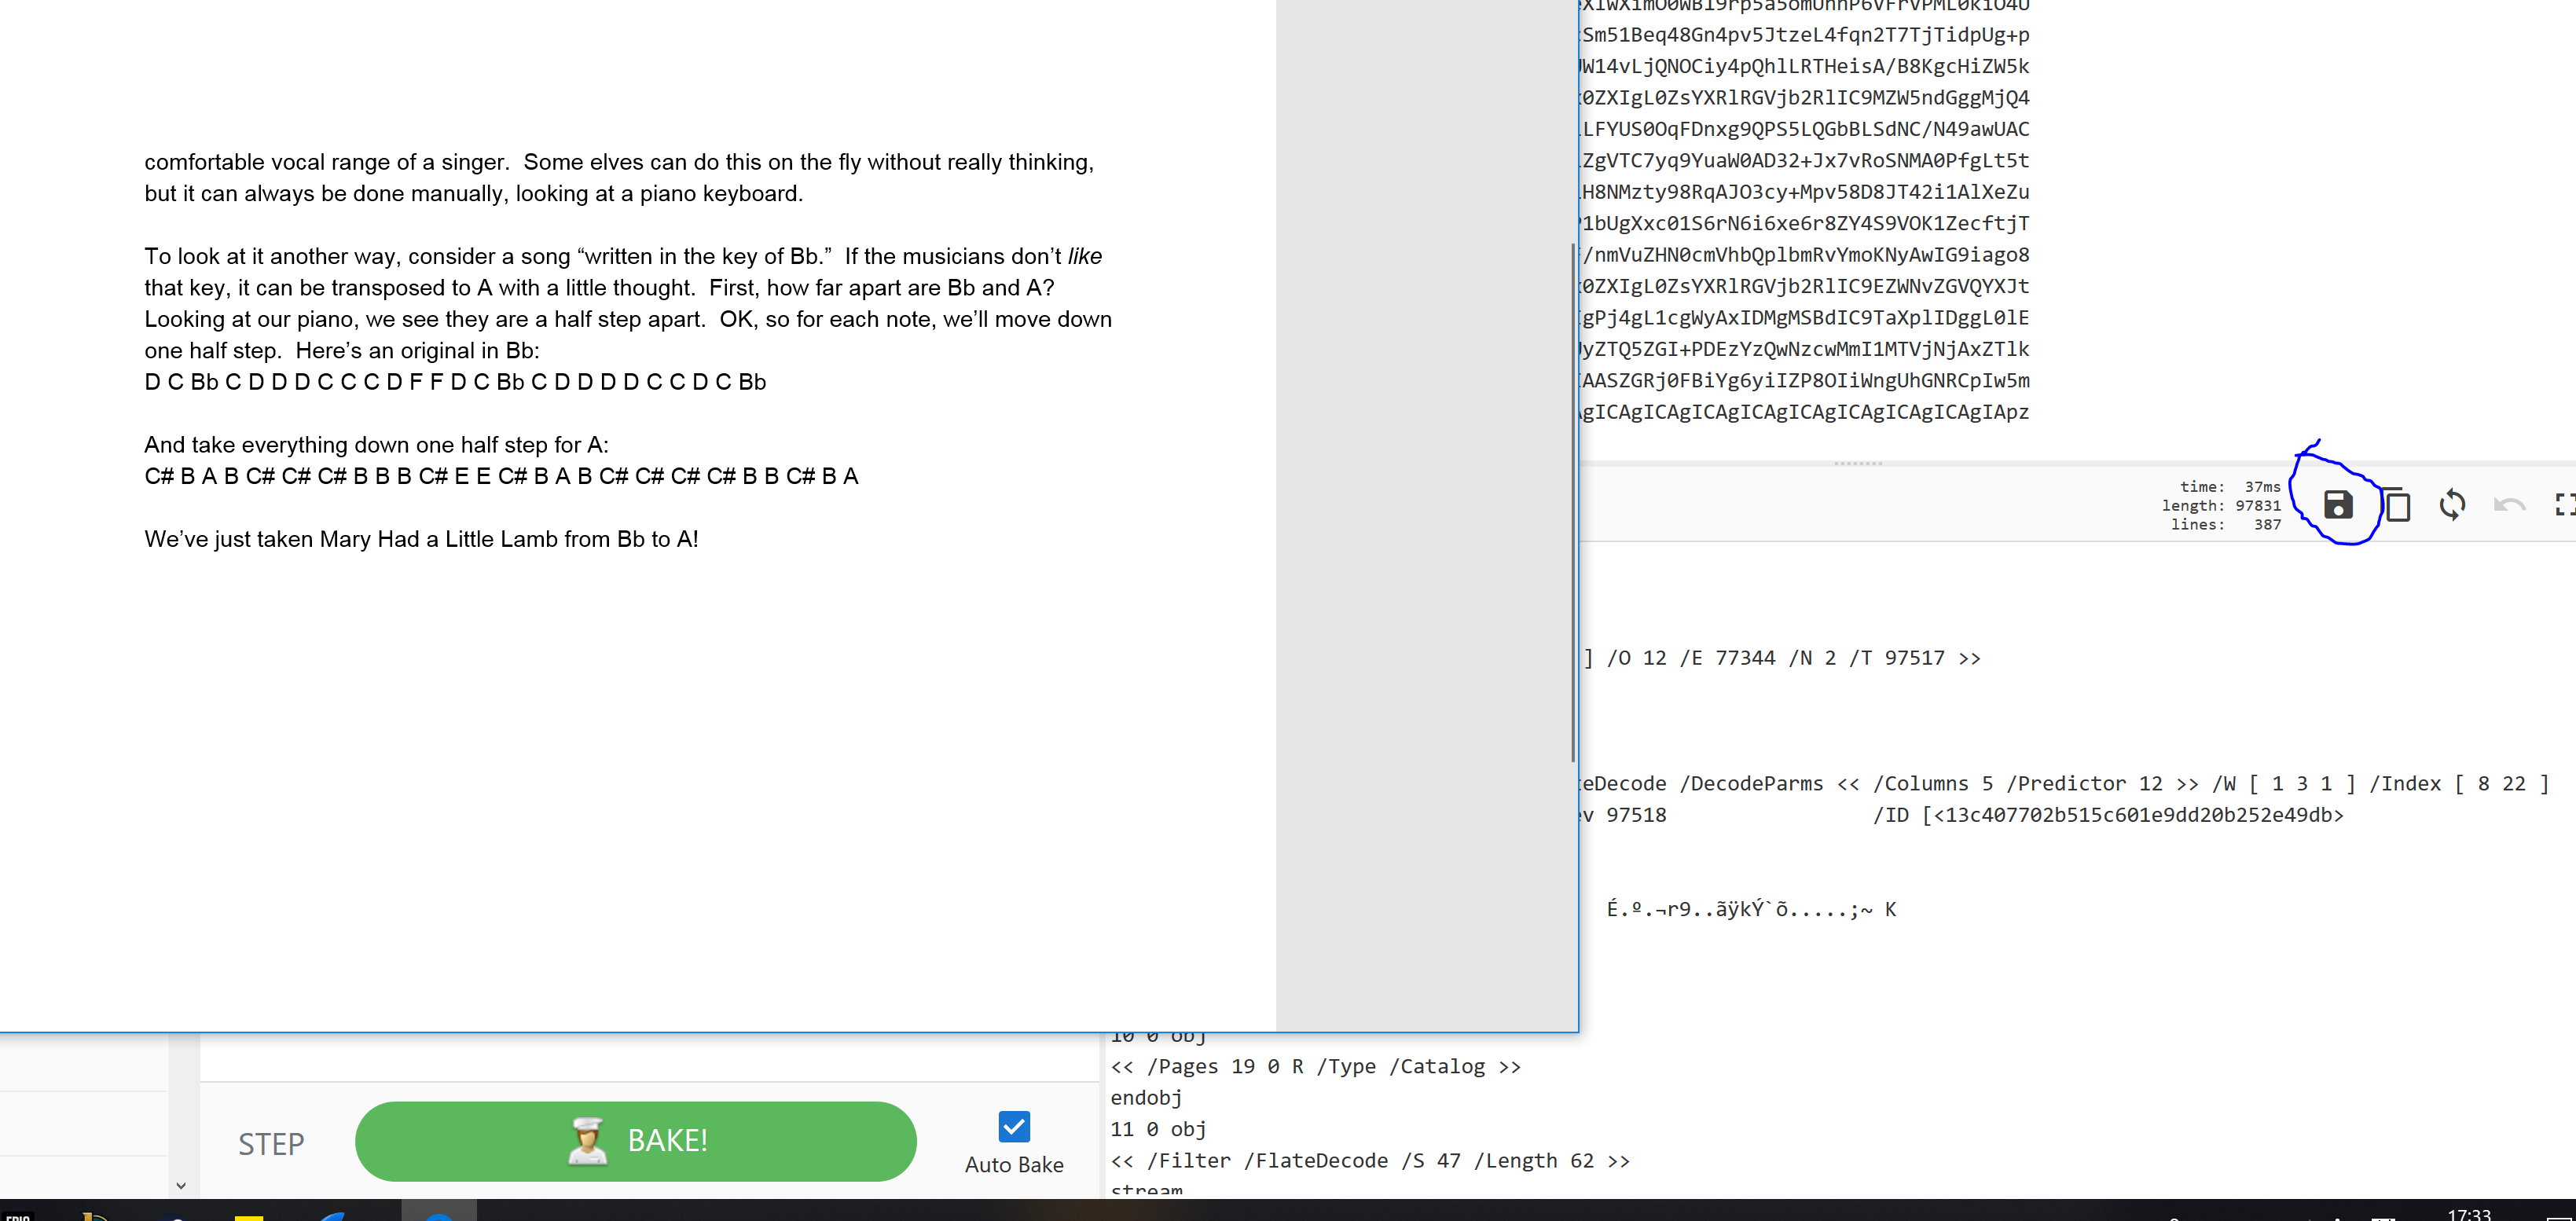 comfortable vocal range of a singer.  Some elves can do this on the fly without really thinking,
but it can always be done manually, looking at a piano keyboard.
To look at it another way, consider a song “written in the key of Bb.”  If the musicians don’t like
that key, it can be transposed to A with a little thought.  First, how far apart are Bb and A?
Looking at our piano, we see they are a half step apart.  OK, so for each note, we’ll move down
one half step.  Here’s an original in Bb:
D C Bb C D D D C C C D F F D C Bb C D D D D C C D C Bb
And take everything down one half step for A:
C# B A B C# C# C# B B B C# E E C# B A B C# C# C# C# B B C# B A
We’ve just taken Mary Had a Little Lamb from Bb to A!
Sm51Beq48Gn4pv5JtzeL4fqn2T7TjTidpUg+p
W14vLjQNOCiy4pQhlLRTHeisA/B8KgcHiZW5k
0ZXIgL0ZsYXRlRGVjb2RlIC9MZW5ndGggMjQ4
LFYUS0OqFDnxg9QPS5LQGbBLSdNC/N49awUAC
ZgVTC7yq9YuaW0AD32+Jx7vRoSNMA0PfgLt5t
H8NMzty98RqAJO3cy+Mpv58D8JT42i1AlXeZu
1bUgXxc01S6rN6i6xe6r8ZY4S9VOK1ZecftjT
/nmVuZHN0cmVhbQplbmRvYmoKNyAwIG9iago8
0ZXIgL0ZsYXRlRGVjb2RlIC9EZWNvZGVQYXJt
gPj4gL1cgWyAxIDMgMSBdIC9TaXplIDggL0lE
yZTQ5ZGI+PDEzYzQwNzcwMmI1MTVjNjAxZTlk
AASZGRj0FBiYg6yiIZP8OIiWngUhGNRCpIw5m
gICAgICAgICAgICAgICAgICAgICAgICAgIApz
time: 37ms
length: 97831
lines: 387
] /O 12 /E 77344 /N 2 /T 97517 >>
eDecode /DecodeParms << /Columns 5 /Predictor 12 >> /W [ 1 3 1 ] /Index [ 8 22 ]
v 97518 /ID [<13c407702b515c601e9dd20b252e49db>
É.º.¬r9..ãÿkÝ`õ.....;~ K
10 0 obj
<< /Pages 19 0 R /Type /Catalog >>
endobj
11 0 obj
<< /Filter /FlateDecode /S 47 /Length 62 >>
stream
STEP
BAKE!
Auto Bake
17:33